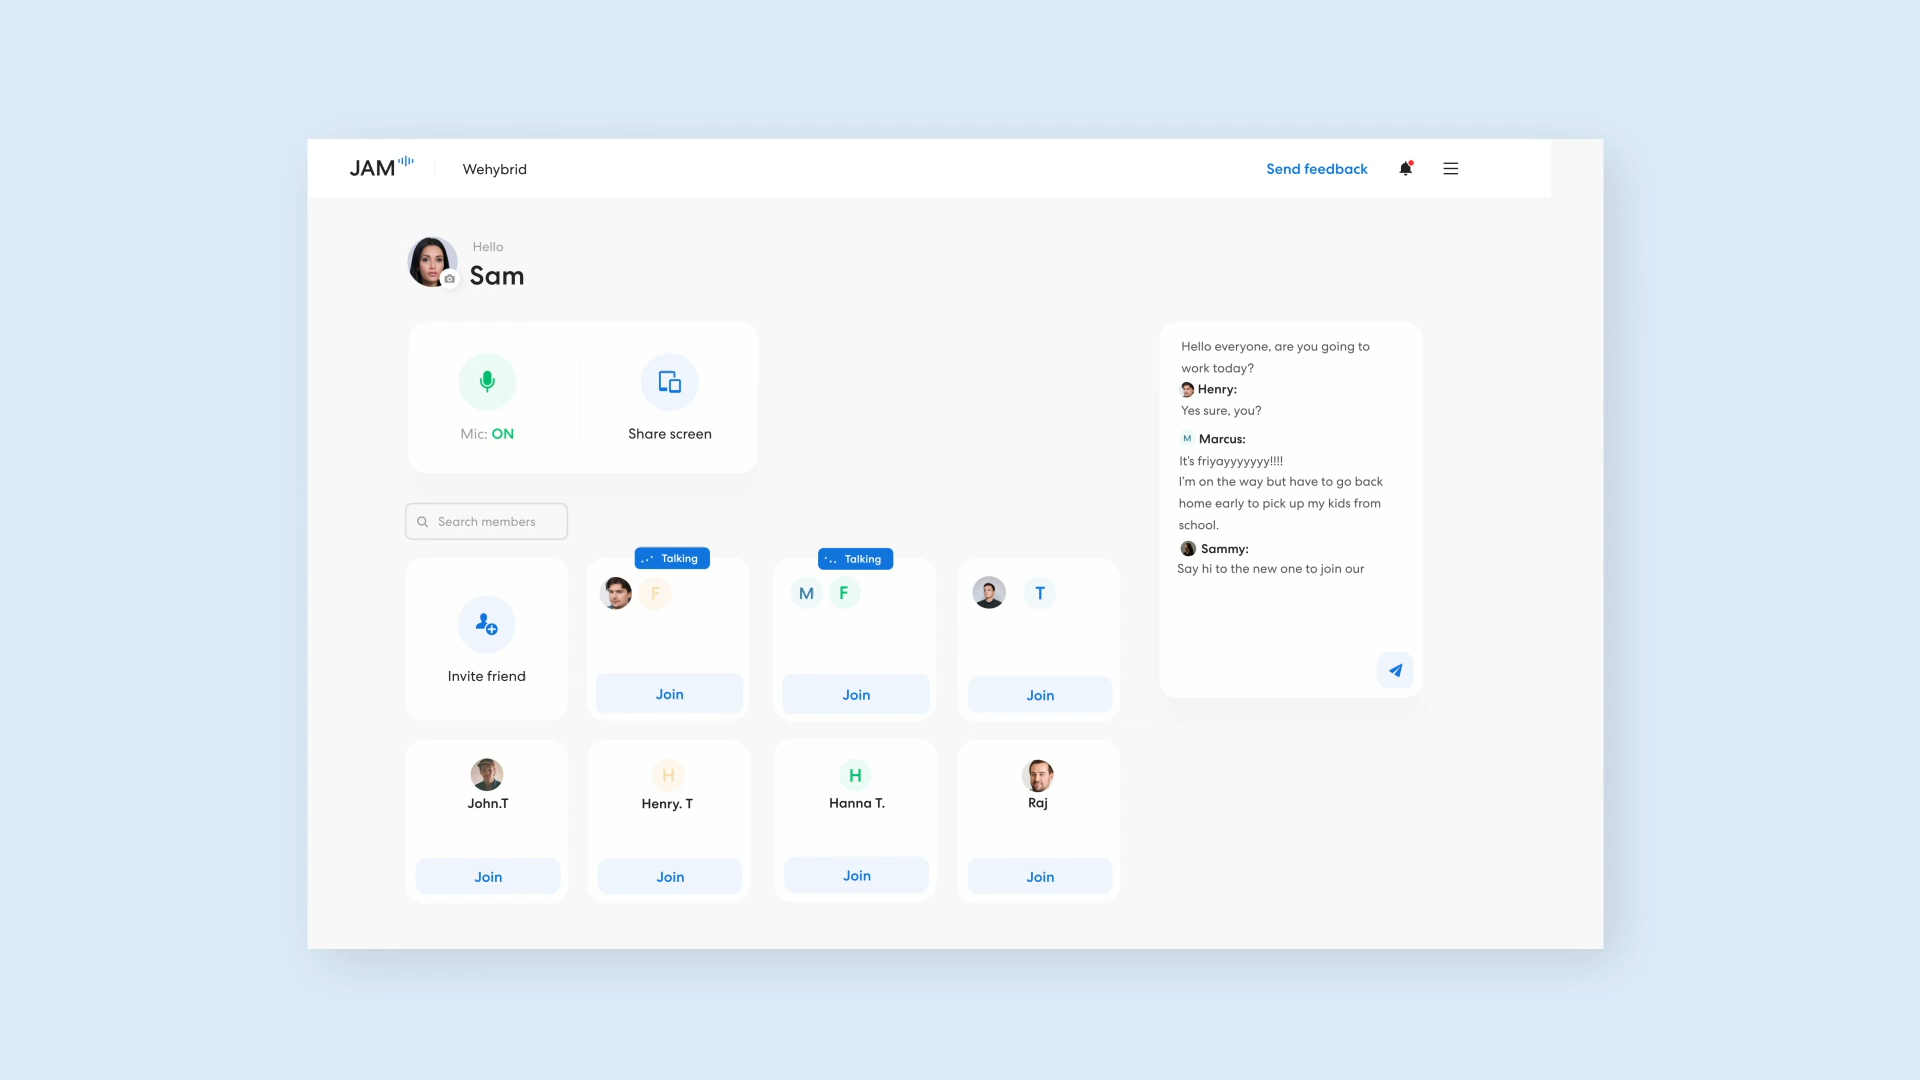 JAM
Wehybrid
Send feedback
Hello
Sam
Mic: ON
Share screen
Search members
Invite friend
Talking
F
Join
Talking
M
F
Join
T
Join
John.T
Join
H
Henry. T
Join
H
Hanna T.
Join
Raj
Join
Hello everyone, are you going to
work today?
Henry:
Yes sure, you?
M Marcus:
It's friyayyyyyyy!!!!
I'm on the way but have to go back
home early to pick up my kids from
school.
Sammy:
Say hi to the new one to join our